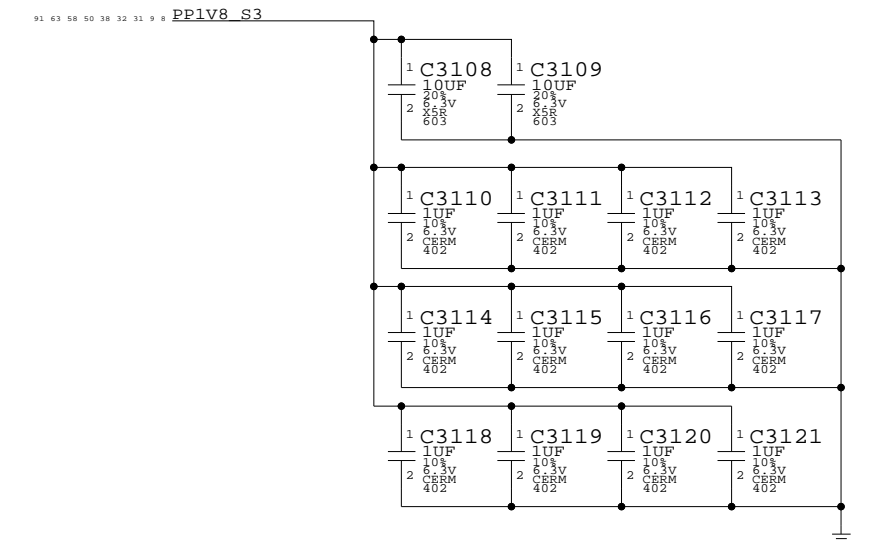 91 63 58 50 38 32 31 9 8 PP1V8_S3
1 C3108 1 C3109
10UF 10UF
20% 20%
6.3V 6.3V
2 X5R 2 X5R
603 603
1 C3110 1 C3111 1 C3112 1 C3113
1UF 1UF 1UF 1UF
10% 10% 10% 10%
6.3V 6.3V 6.3V 6.3V
2 CERM 2 CERM 2 CERM 2 CERM
402 402 402 402
1 C3114 1 C3115 1 C3116 1 C3117
1UF 1UF 1UF 1UF
10% 10% 10% 10%
6.3V 6.3V 6.3V 6.3V
2 CERM 2 CERM 2 CERM 2 CERM
402 402 402 402
1 C3118 1 C3119 1 C3120 1 C3121
1UF 1UF 1UF 1UF
10% 10% 10% 10%
6.3V 6.3V 6.3V 6.3V
2 CERM 2 CERM 2 CERM 2 CERM
402 402 402 402